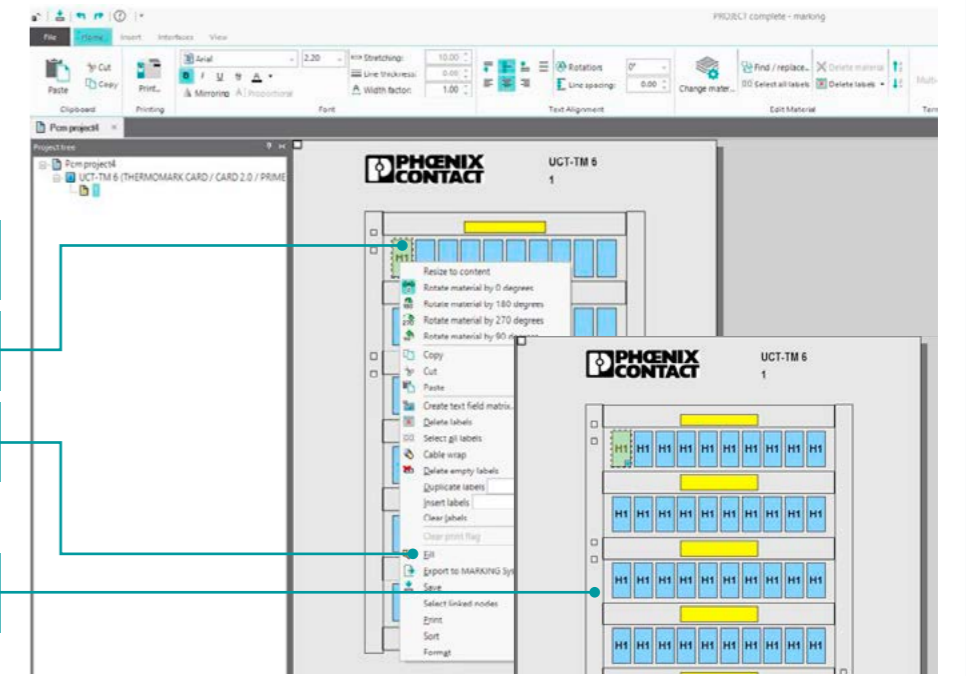 PROJECT complete - marking
File Home Insert Interfaces View
Paste
Cut
Copy
Clipboard
Print...
Printing
Arial 2.20
B I U A
Mirroring A Proportional
Stretching: 10.00
Line thickness: 0.00
Width factor: 1.00
Font
Rotation: 0°
Line spacing: 0.00
Text Alignment
Change mater...
Find / replace... Delete material
Select all labels Delete labels
Edit Material
Multi-
Pcm project4 ×
Project tree
Pcm project4
UCT-TM 6 (THERMOMARK CARD / CARD 2.0 / PRIME
1
PHŒNIX CONTACT
UCT-TM 6
1
H1
Resize to content
Rotate material by 0 degrees
Rotate material by 180 degrees
Rotate material by 270 degrees
Rotate material by 90 degrees
Copy
Cut
Paste
Create text field matrix...
Delete labels
Select all labels
Cable wrap
Delete empty labels
Duplicate labels
Insert labels
Clear labels
Clear print flag
Fill
Export to MARKING Sys
Save
Select linked nodes
Print
Sort
Format
PHŒNIX CONTACT
UCT-TM 6
1
H1 H1 H1 H1 H1 H1 H1 H1 H1 H1
H1 H1 H1 H1 H1 H1 H1 H1 H1 H1
H1 H1 H1 H1 H1 H1 H1 H1 H1 H1
H1 H1 H1 H1 H1 H1 H1 H1 H1 H1